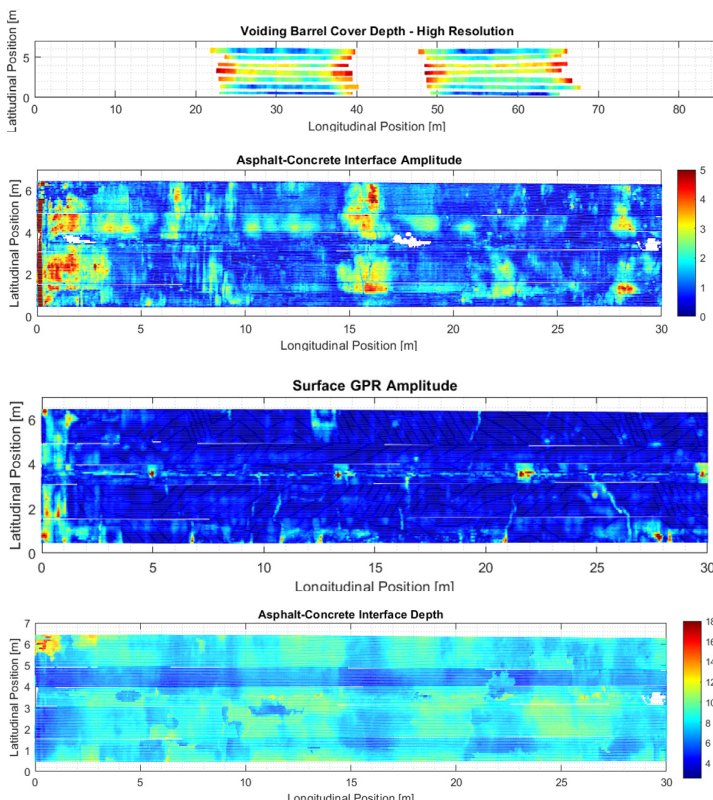 Voiding Barrel Cover Depth - High Resolution
Latitudinal Position [m]
5
0
0 10 20 30 40 50 60 70 80
Longitudinal Position [m]
Asphalt-Concrete Interface Amplitude
Latitudinal Position [m]
6
4
2
0
0 5 10 15 20 25 30
Longitudinal Position [m]
5
4
3
2
1
0
Surface GPR Amplitude
Latitudinal Position [m]
6
4
2
0
0 5 10 15 20 25 30
Longitudinal Position [m]
Asphalt-Concrete Interface Depth
Latitudinal Position [m]
7
6
5
4
3
2
1
0
0 5 10 15 20 25 30
Longitudinal Position [m]
18
16
14
12
10
8
6
4